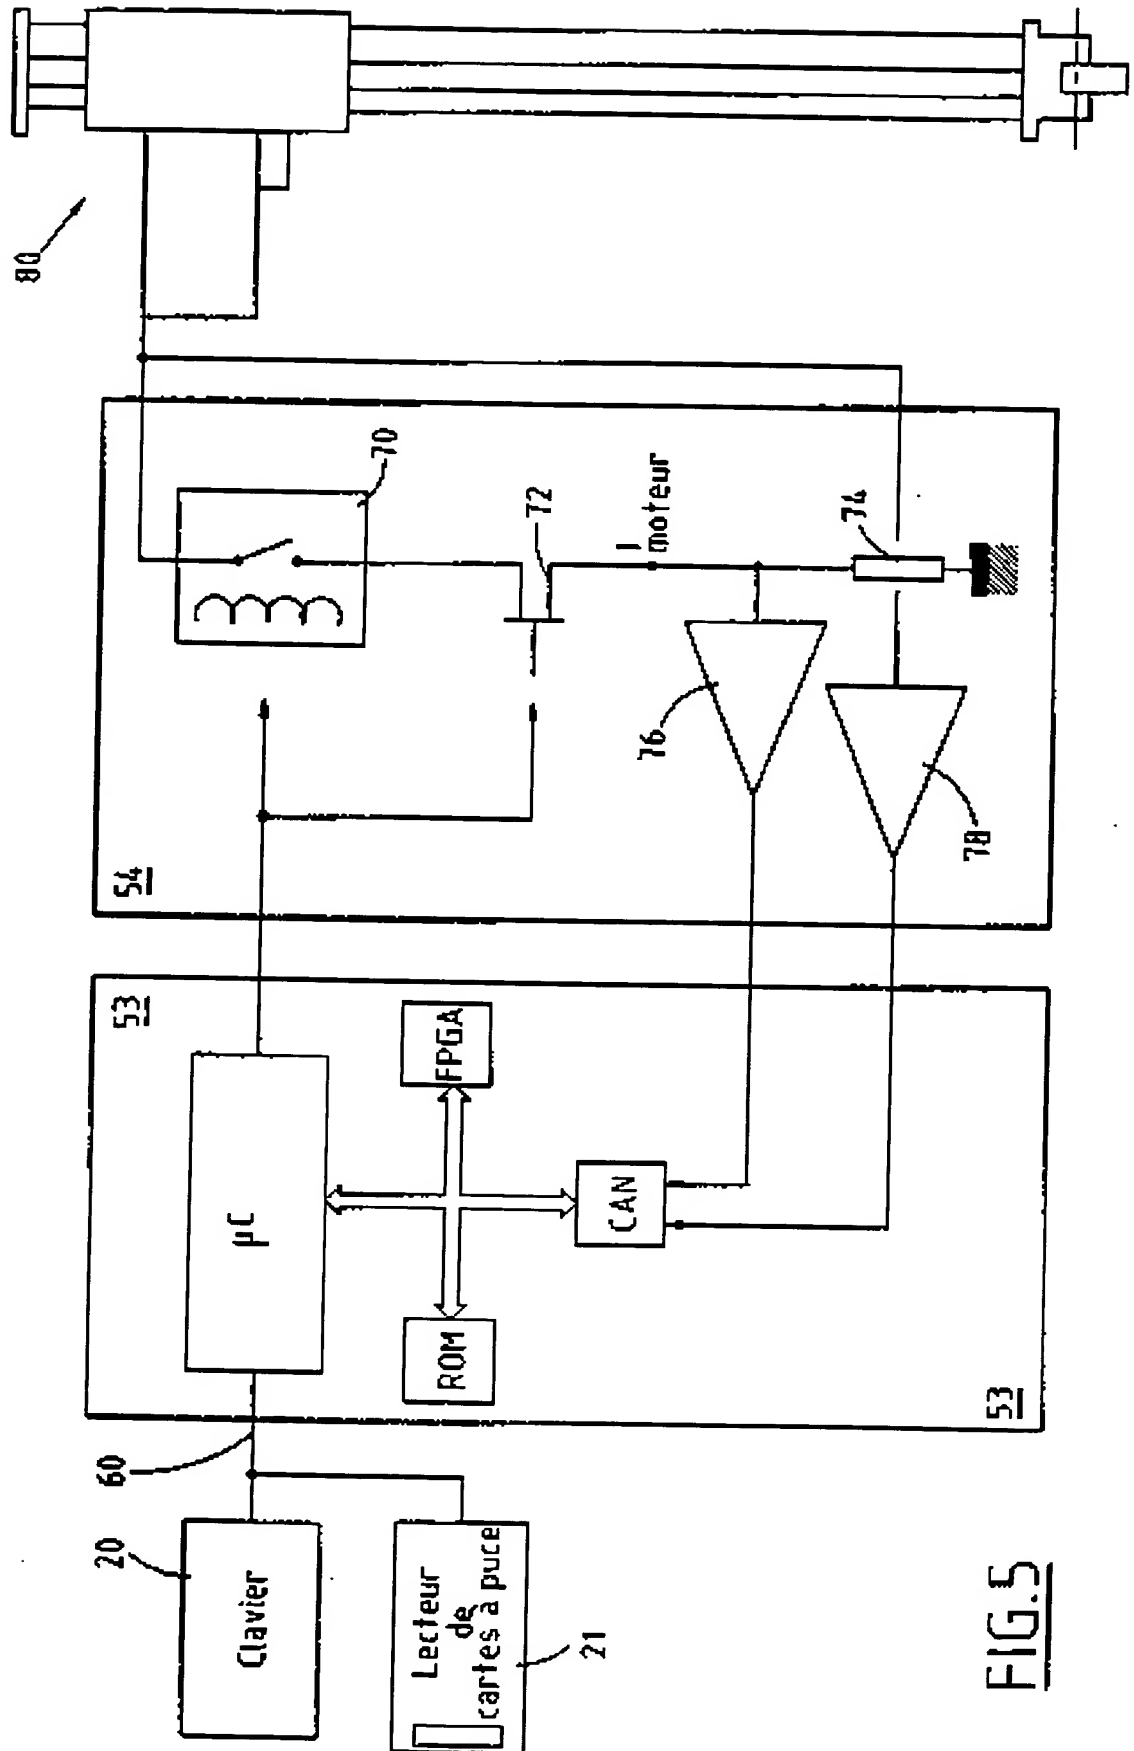 80
70
72
I
moteur
74
76
78
54
53
µC
FPGA
CAN
ROM
53
60
20
Clavier
Lecteur
de
cartes à puce
21
FIG.5